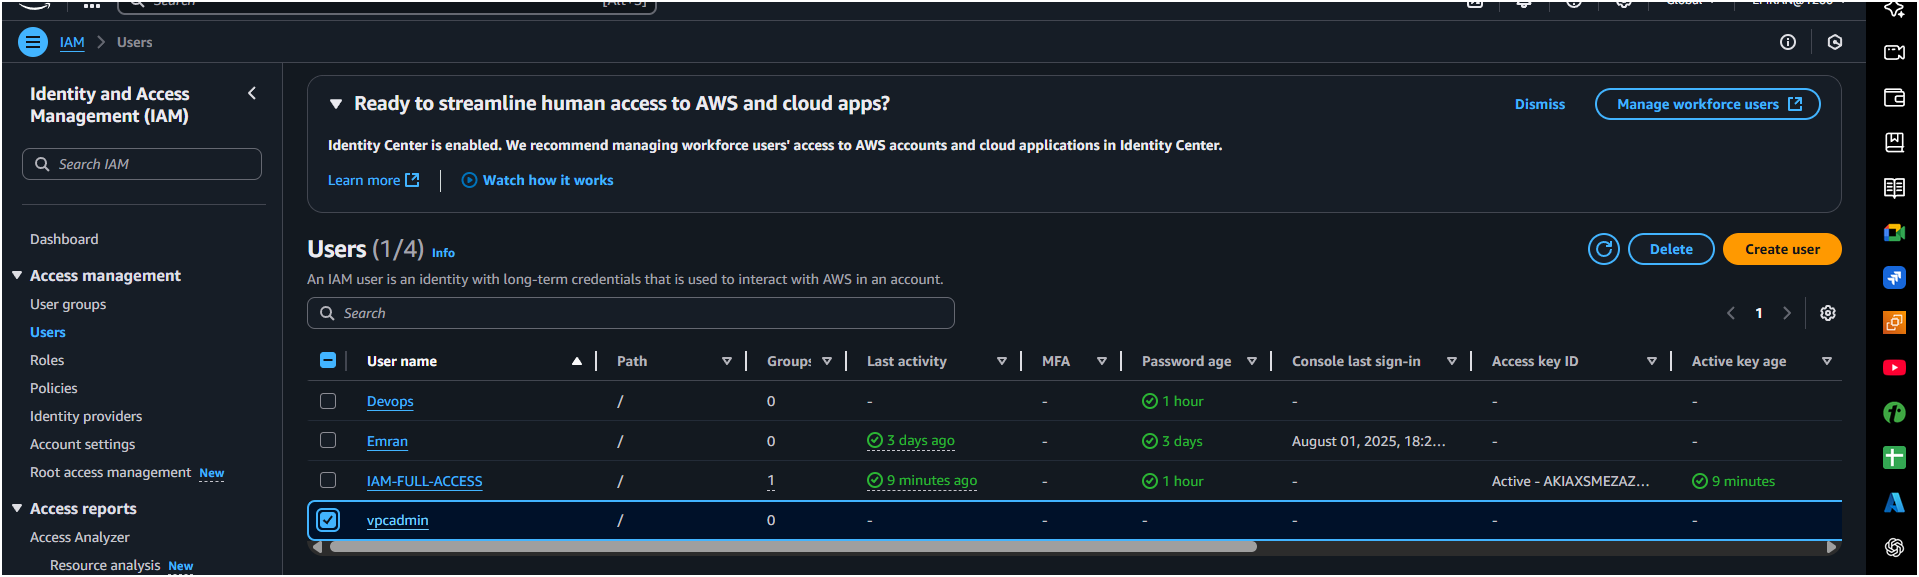 Search [Alt+S] Global
IAM > Users
Identity and Access
Management (IAM)
Search IAM
Dashboard
Access management
User groups
Users
Roles
Policies
Identity providers
Account settings
Root access management New
Access reports
Access Analyzer
Resource analysis New
Ready to streamline human access to AWS and cloud apps?
Dismiss
Manage workforce users
Identity Center is enabled. We recommend managing workforce users' access to AWS accounts and cloud applications in Identity Center.
Learn more
Watch how it works
Users (1/4) Info
Delete
Create user
An IAM user is an identity with long-term credentials that is used to interact with AWS in an account.
Search
1
User name Path Groups Last activity MFA Password age Console last sign-in Access key ID Active key age
Devops / 0 - - 1 hour - - -
Emran / 0 3 days ago - 3 days August 01, 2025, 18:2... - -
IAM-FULL-ACCESS / 1 9 minutes ago - 1 hour - Active - AKIAXSMEZAZ... 9 minutes
vpcadmin / 0 - - - - - -